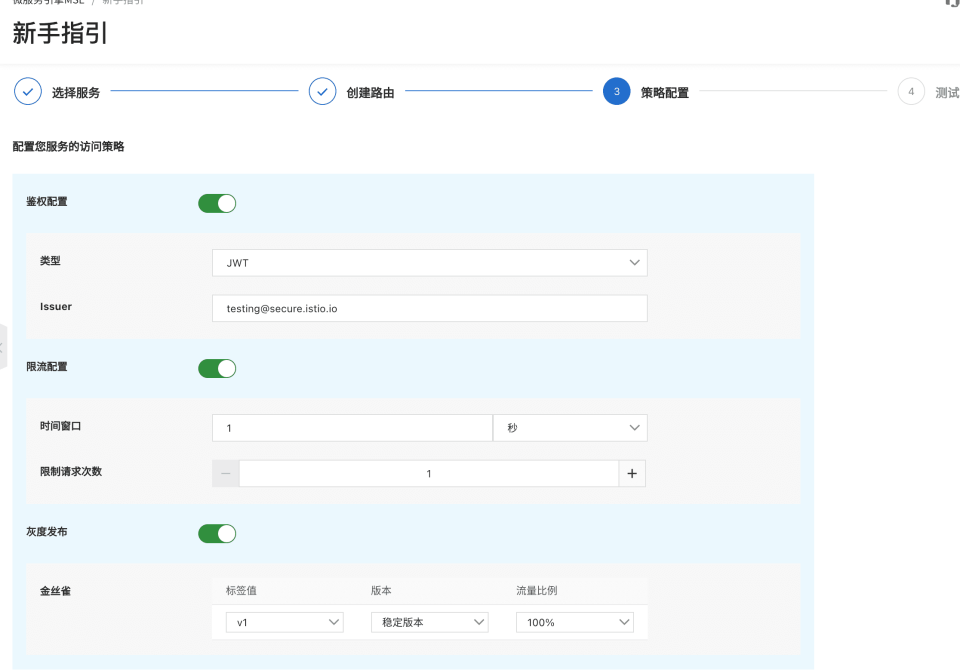 微服务引擎MSE / 新手指引
新手指引
选择服务
创建路由
3 策略配置
4 测试
配置您服务的访问策略
鉴权配置
类型 JWT
Issuer testing@secure.istio.io
限流配置
时间窗口 1 秒
限制请求次数 — 1 +
灰度发布
金丝雀 标签值 版本 流量比例
v1 稳定版本 100%